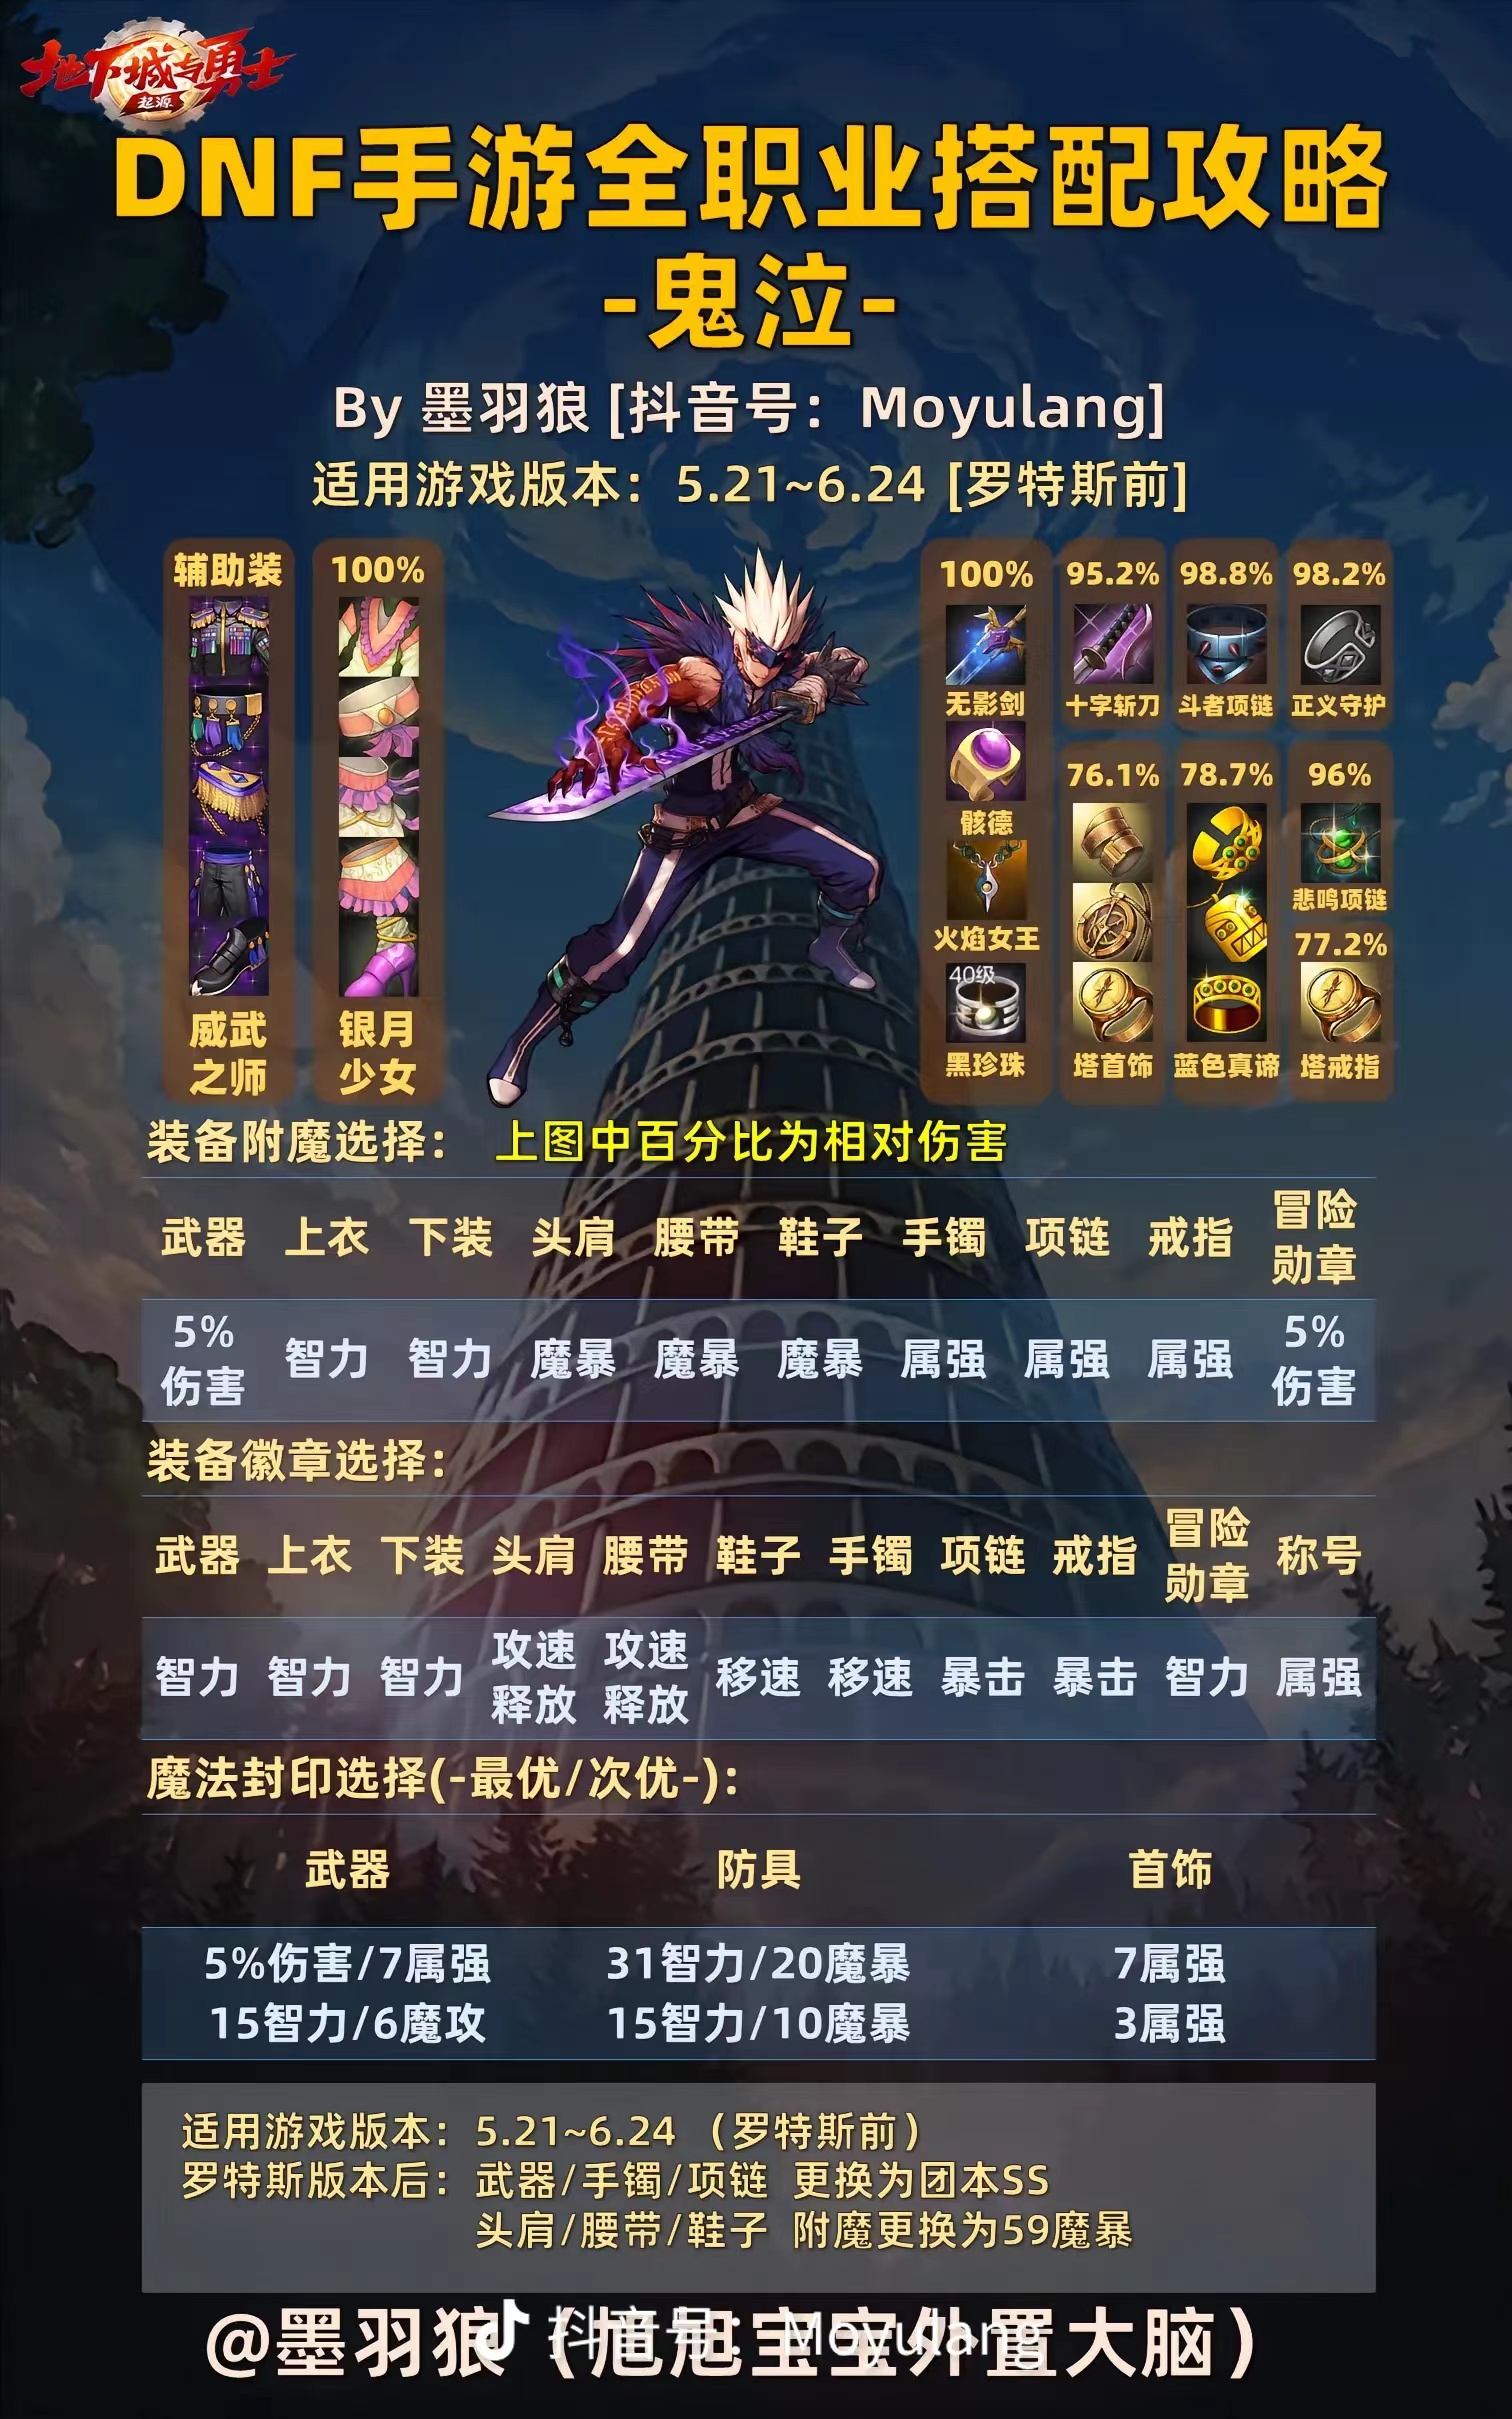 地下城与勇士
起源
DNF手游全职业搭配攻略
-鬼泣-
By 墨羽狼 [抖音号：Moyulang]
适用游戏版本：5.21~6.24 [罗特斯前]
辅助装
威武
之师
100%
银月
少女
100%
无影剑
骸德
火焰女王
40级
黑珍珠
95.2%
十字斩刀
98.8%
斗者项链
98.2%
正义守护
76.1%
塔首饰
78.7%
蓝色真谛
96%
悲鸣项链
77.2%
塔戒指
装备附魔选择： 上图中百分比为相对伤害
武器 上衣 下装 头肩 腰带 鞋子 手镯 项链 戒指 冒险勋章
5%伤害 智力 智力 魔暴 魔暴 魔暴 属强 属强 属强 5%伤害
装备徽章选择：
武器 上衣 下装 头肩 腰带 鞋子 手镯 项链 戒指 冒险勋章 称号
智力 智力 智力 攻速释放 攻速释放 移速 移速 暴击 暴击 智力 属强
魔法封印选择(-最优/次优-)：
武器 防具 首饰
5%伤害/7属强 31智力/20魔暴 7属强
15智力/6魔攻 15智力/10魔暴 3属强
适用游戏版本：5.21~6.24 （罗特斯前）
罗特斯版本后：武器/手镯/项链 更换为团本SS
头肩/腰带/鞋子 附魔更换为59魔暴
@墨羽狼（旭旭宝宝外置大脑）
抖音号：Moyulang